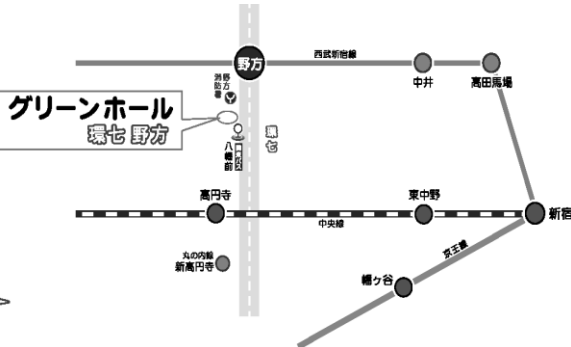 西武新宿線
野方
中井
高田馬場
野方
消防署
グリーンホール
環七 野方
環七
八幡前
高円寺
東中野
新宿
中央線
丸の内線
新高円寺
京王線
幡ヶ谷